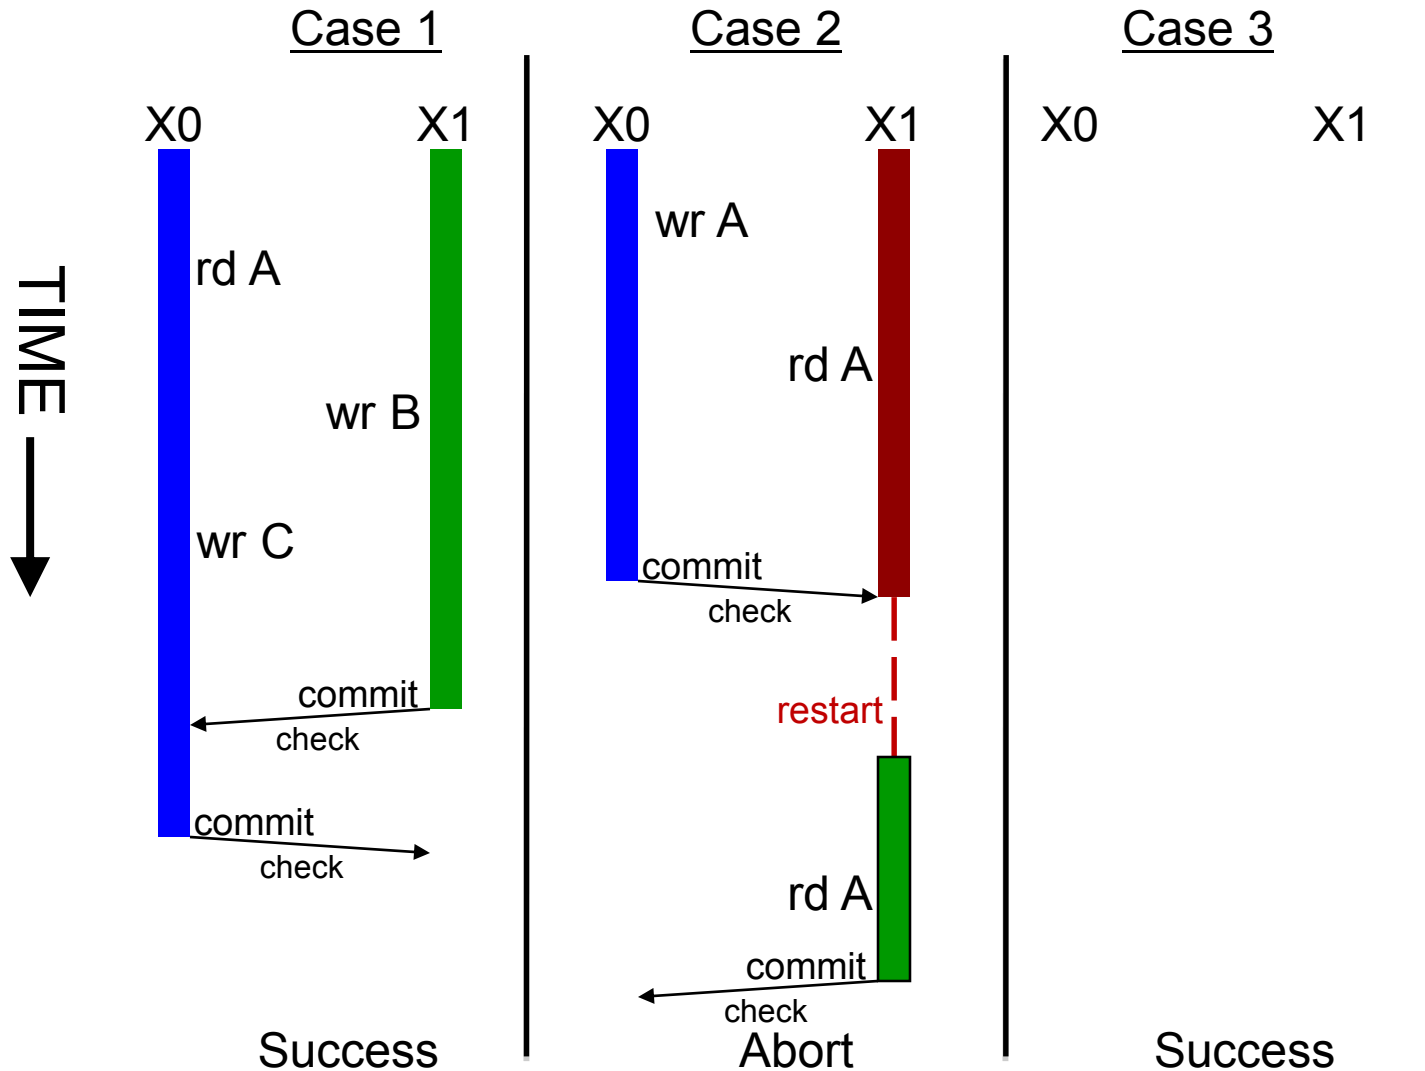 Case 1
Case 2
Case 3
X0
X1
X0
X1
X0
X1
TIME
rd A
wr B
wr C
commit
check
commit
check
Success
wr A
rd A
commit
check
restart
rd A
commit
check
Abort
Success